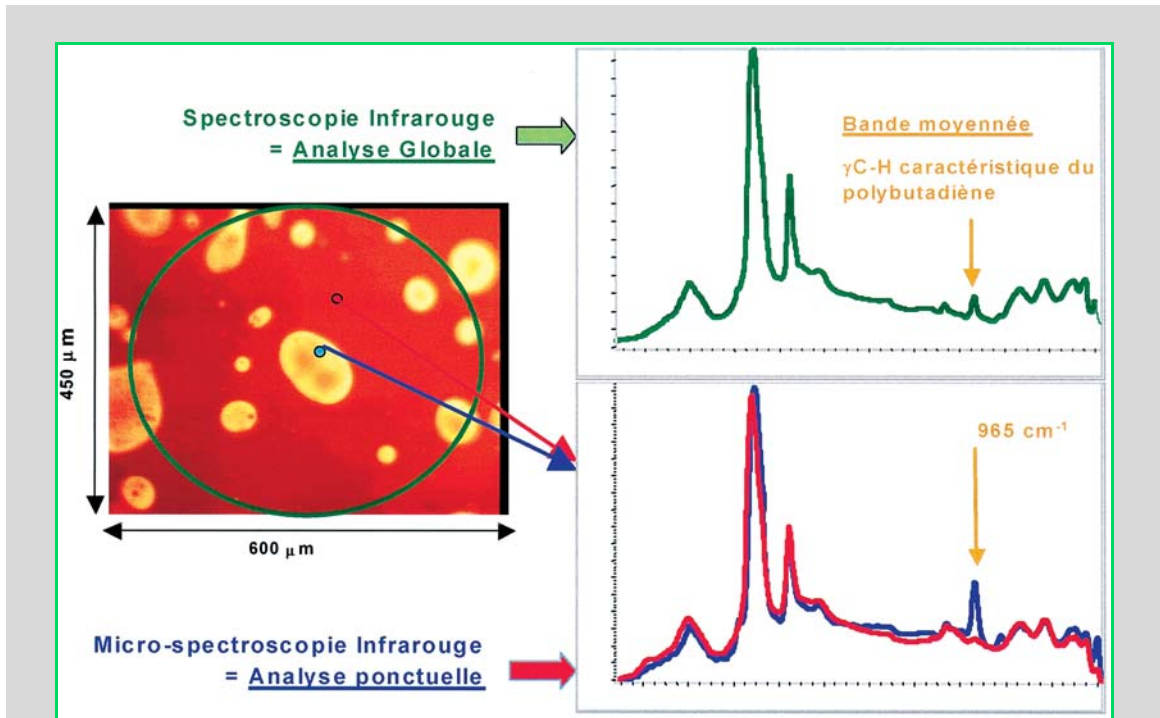 Spectroscopie Infrarouge
= Analyse Globale
Bande moyennée
γC-H caractéristique du
polybutadiène
450 μm
600 μm
965 cm⁻¹
Micro-spectroscopie Infrarouge
= Analyse ponctuelle